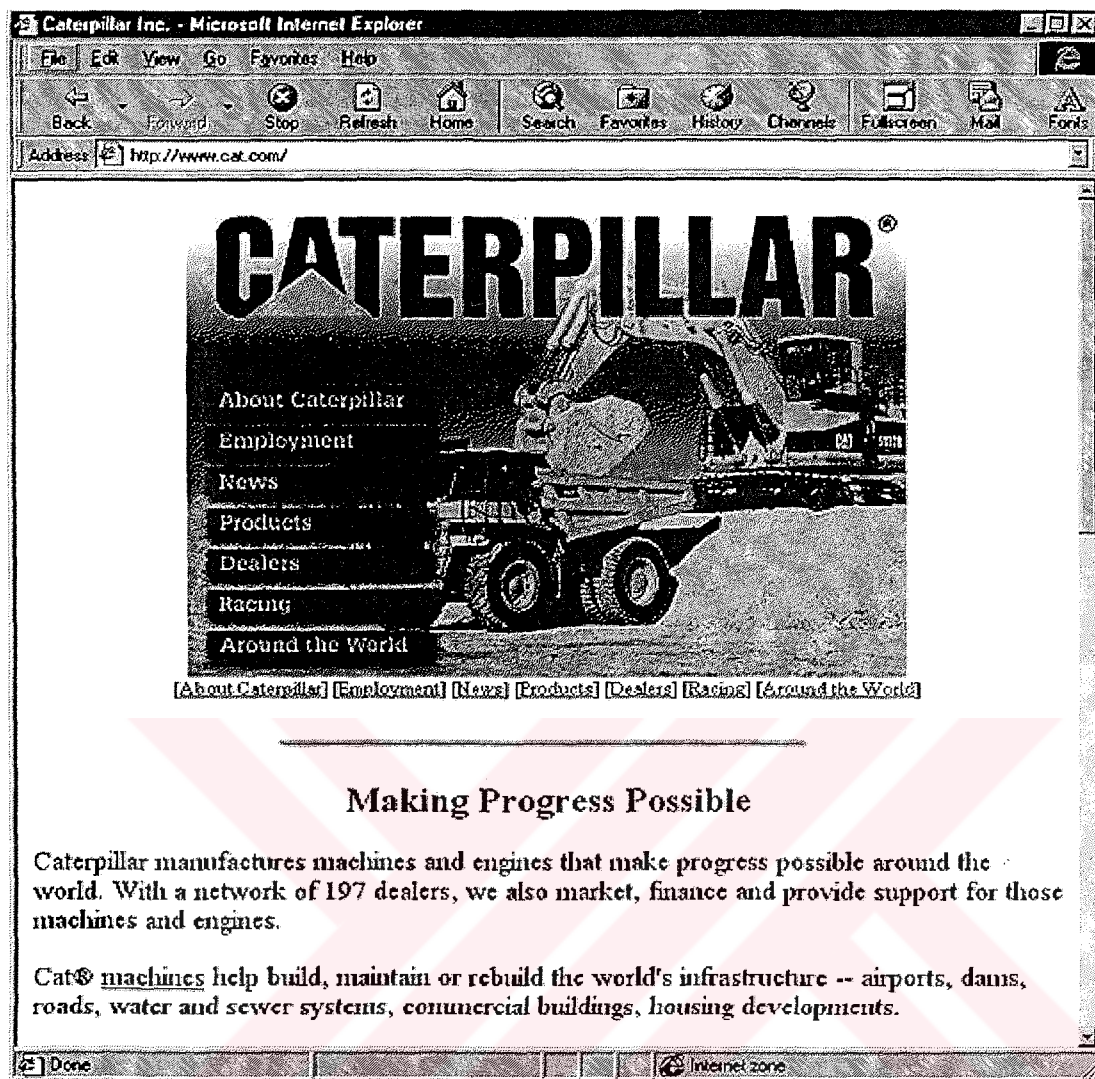 Caterpillar Inc. - Microsoft Internet Explorer
File Edit View Go Favorites Help
Back Forward Stop Refresh Home Search Favorites History Channels Fullscreen Mail Fonts
Address http://www.cat.com/
CATERPILLAR®
About Caterpillar
Employment
News
Products
Dealers
Racing
Around the World
CAT
[About Caterpillar] [Employment] [News] [Products] [Dealers] [Racing] [Around the World]
Making Progress Possible
Caterpillar manufactures machines and engines that make progress possible around the
world. With a network of 197 dealers, we also market, finance and provide support for those
machines and engines.
Cat® machines help build, maintain or rebuild the world's infrastructure -- airports, dams,
roads, water and sewer systems, commercial buildings, housing developments.
Done Internet zone